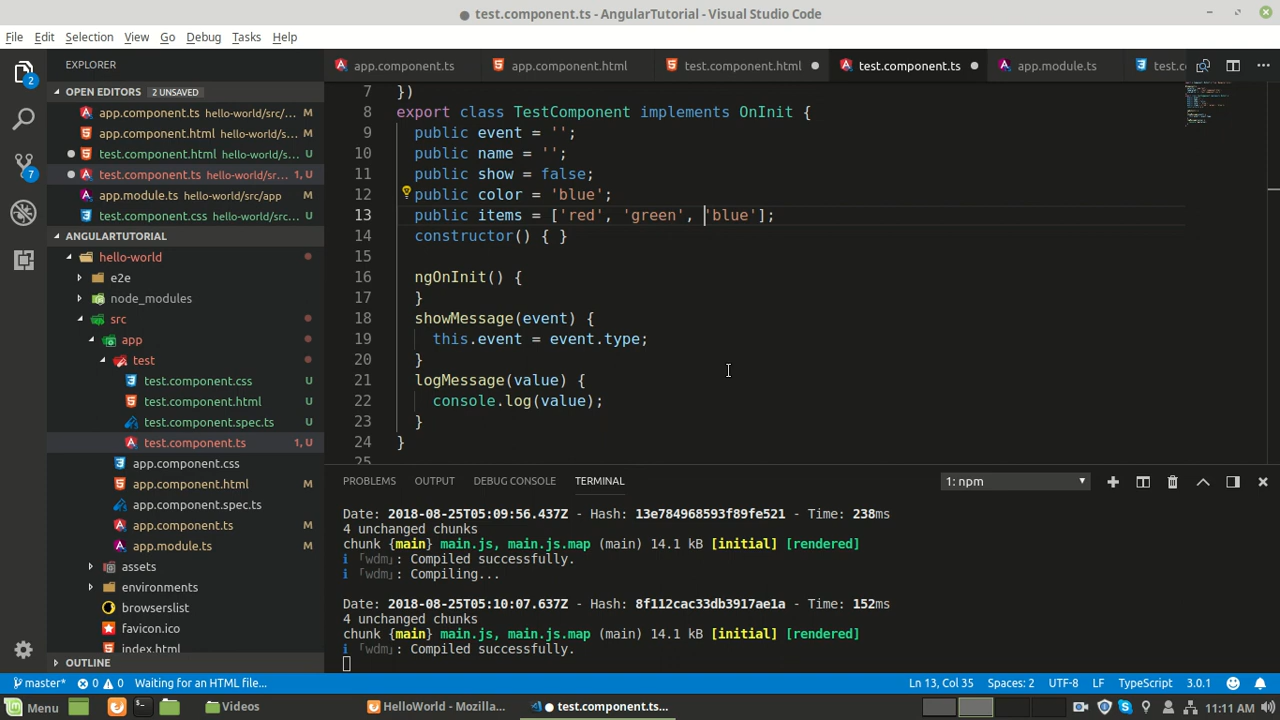 ● test.component.ts - AngularTutorial - Visual Studio Code
File Edit Selection View Go Debug Tasks Help
EXPLORER
OPEN EDITORS 2 UNSAVED
app.component.ts hello-world/src/...
app.component.html hello-world/s...
test.component.html hello-world/s... U
test.component.ts hello-world/sr... 1, U
app.module.ts hello-world/src/app
test.component.css hello-world/s... U
ANGULARTUTORIAL
hello-world
e2e
node_modules
src
app
test
test.component.css U
test.component.html U
test.component.spec.ts U
test.component.ts 1, U
app.component.css
app.component.html M
app.component.spec.ts
app.component.ts M
app.module.ts M
assets
environments
browserslist
favicon.ico
index.html
OUTLINE
2
7
app.component.ts app.component.html test.component.html test.component.ts app.module.ts test.cc
7 })
8 export class TestComponent implements OnInit {
9 public event = '';
10 public name = '';
11 public show = false;
12 public color = 'blue';
13 public items = ['red', 'green', 'blue'];
14 constructor() { }
15
16 ngOnInit() {
17 }
18 showMessage(event) {
19 this.event = event.type;
20 }
21 logMessage(value) {
22 console.log(value);
23 }
24 }
25
PROBLEMS OUTPUT DEBUG CONSOLE TERMINAL 1: npm
Date: 2018-08-25T05:09:56.437Z - Hash: 13e784968593f89fe521 - Time: 238ms
4 unchanged chunks
chunk {main} main.js, main.js.map (main) 14.1 kB [initial] [rendered]
ℹ ｢wdm｣: Compiled successfully.
ℹ ｢wdm｣: Compiling...
Date: 2018-08-25T05:10:07.637Z - Hash: 8f112cac33db3917ae1a - Time: 152ms
4 unchanged chunks
chunk {main} main.js, main.js.map (main) 14.1 kB [initial] [rendered]
ℹ ｢wdm｣: Compiled successfully.
master* 0 0 Waiting for an HTML file... Ln 13, Col 35 Spaces: 2 UTF-8 LF TypeScript 3.0.1
Menu Videos HelloWorld - Mozilla... ● test.component.ts... 11:11 AM